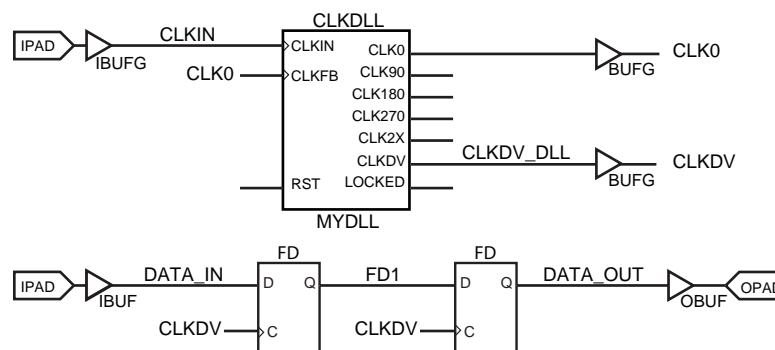 CLKDLL
IPAD
IBUFG
CLKIN
CLKIN
CLK0
CLK0
CLKFB
CLK90
CLK180
CLK270
CLK2X
CLKDV
RST
LOCKED
MYDLL
BUFG
CLK0
CLKDV_DLL
BUFG
CLKDV
IPAD
IBUF
DATA_IN
FD
D
Q
CLKDV
C
FD1
FD
D
Q
CLKDV
C
DATA_OUT
OBUF
OPAD